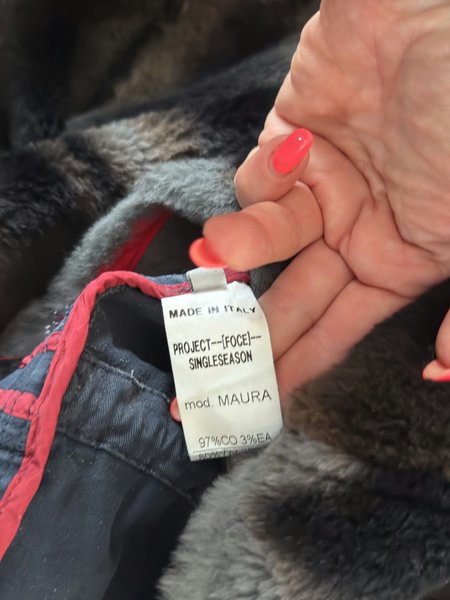 MADE IN ITALY
PROJECT--[FOCE]--
SINGLESEASON
mod. MAURA
97%CO 3%EA